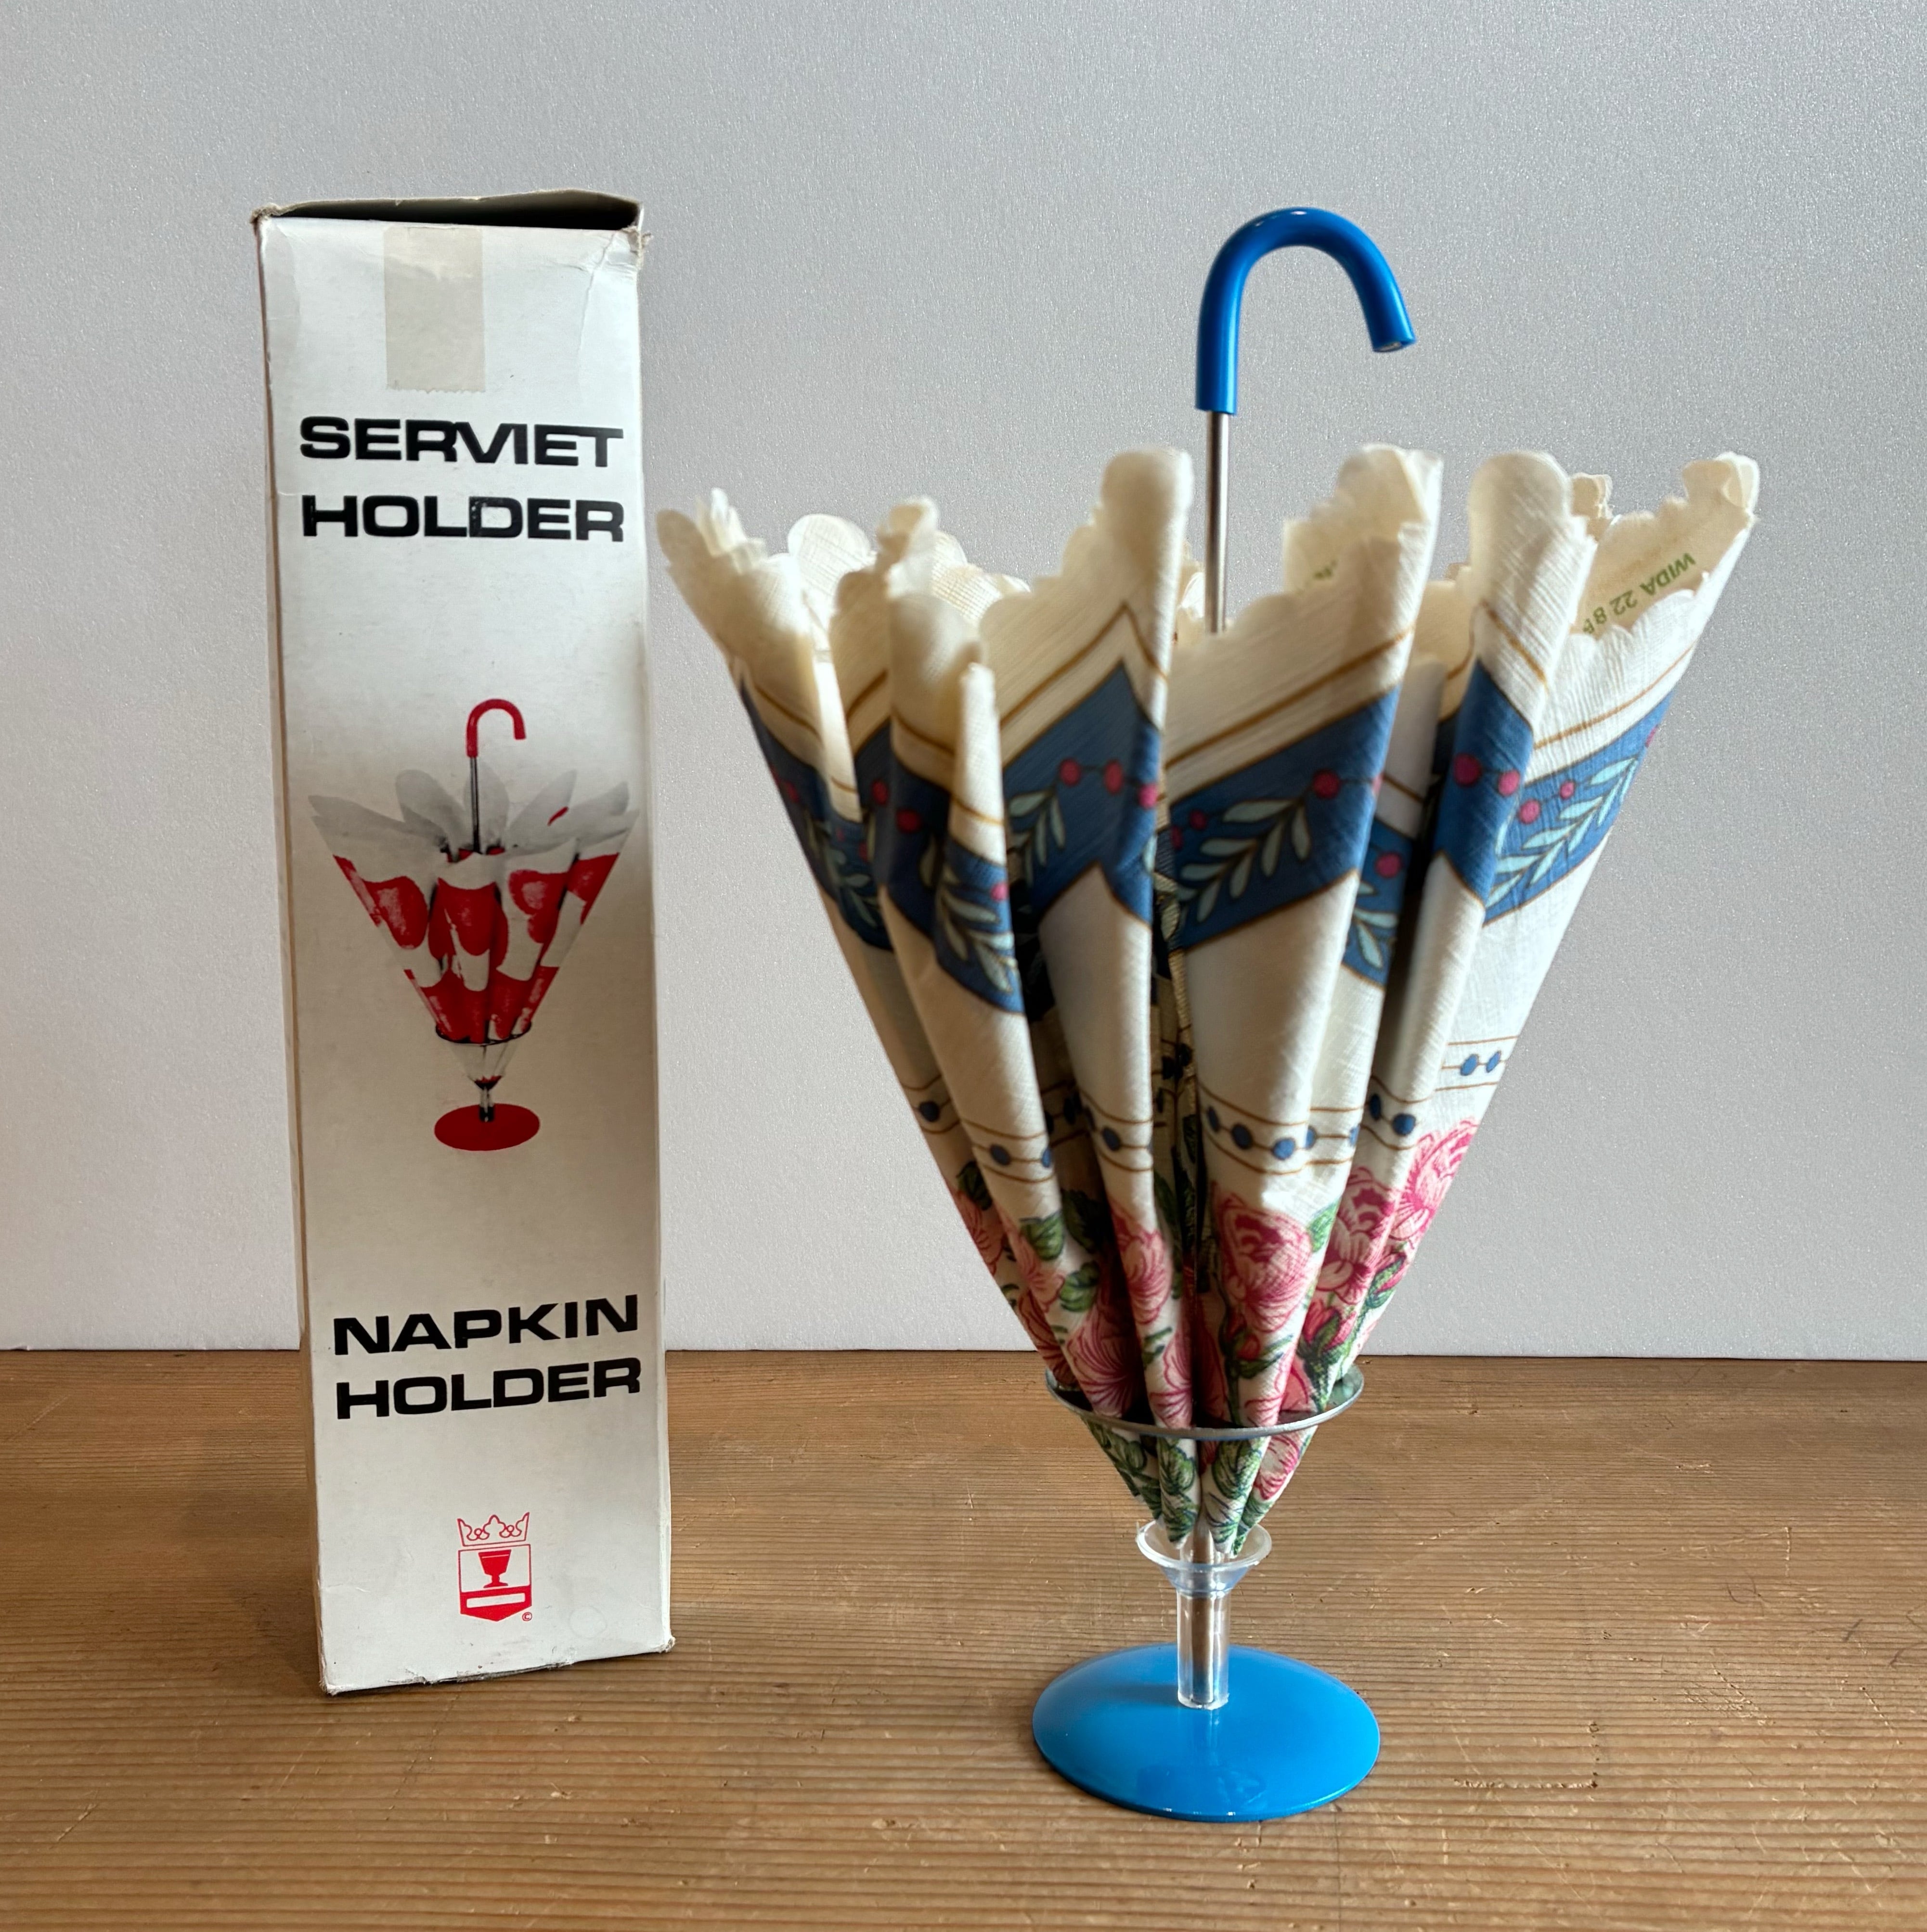 SERVIET
HOLDER
NAPKIN
HOLDER
©
WIDA 22 8